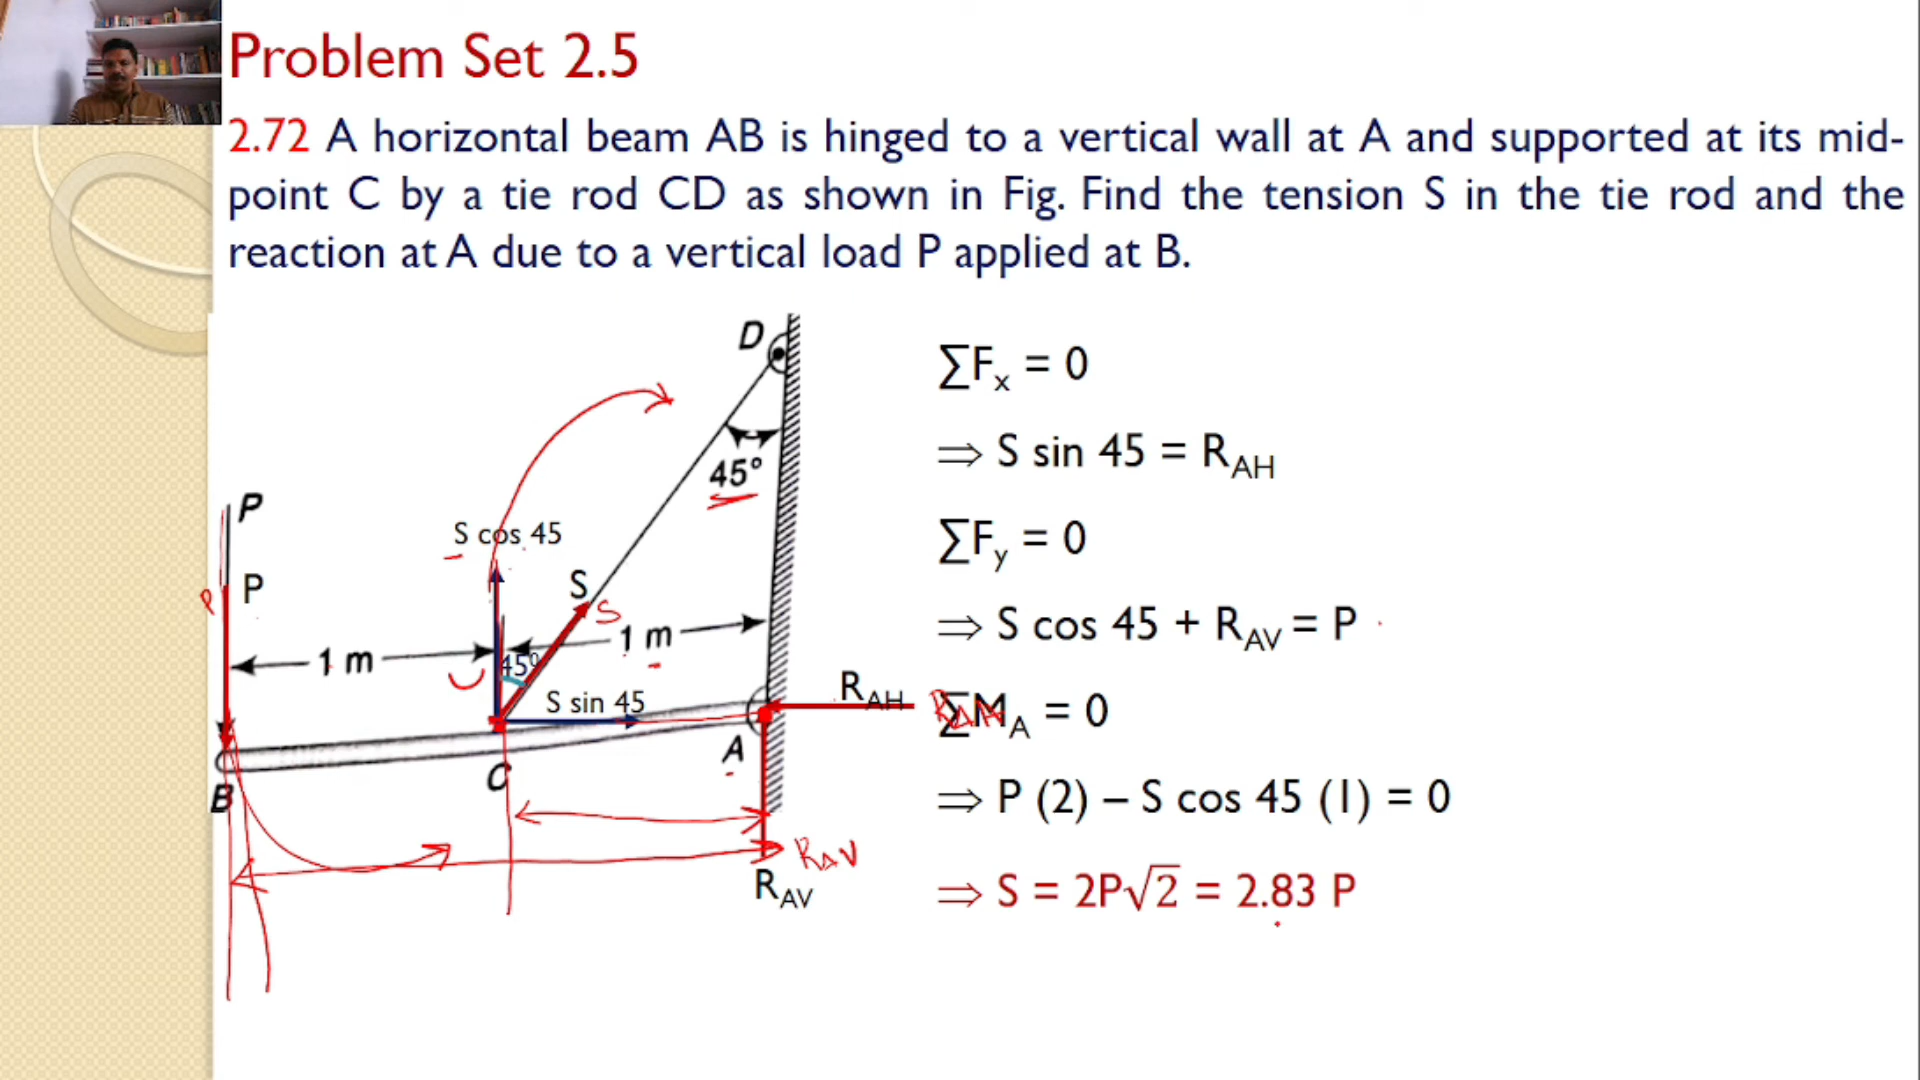 Problem Set 2.5
2.72 A horizontal beam AB is hinged to a vertical wall at A and supported at its mid-
point C by a tie rod CD as shown in Fig. Find the tension S in the tie rod and the
reaction at A due to a vertical load P applied at B.
D
45°
P
S cos 45
P
P
S
S
1 m
1 m
45⁰
S sin 45
R_AH
R_AH
A
C
B
R_AV
R_AV
∑F_x = 0
⇒ S sin 45 = R_AH
∑F_y = 0
⇒ S cos 45 + R_AV = P
∑M_A = 0
⇒ P (2) – S cos 45 (1) = 0
⇒ S = 2P√2 = 2.83 P